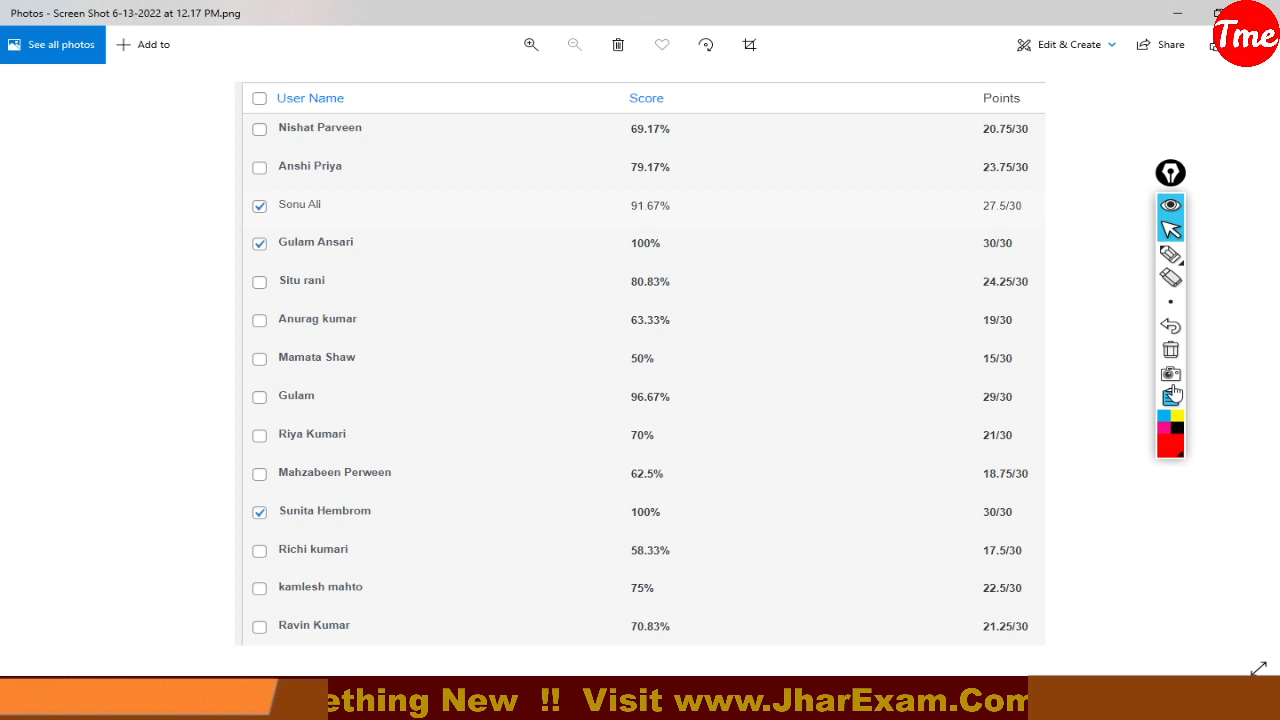 Photos - Screen Shot 6-13-2022 at 12.17 PM.png
See all photos Add to Edit & Create Share
Tme
User Name Score Points
Nishat Parveen 69.17% 20.75/30
Anshi Priya 79.17% 23.75/30
Sonu Ali 91.67% 27.5/30
Gulam Ansari 100% 30/30
Situ rani 80.83% 24.25/30
Anurag kumar 63.33% 19/30
Mamata Shaw 50% 15/30
Gulam 96.67% 29/30
Riya Kumari 70% 21/30
Mahzabeen Perween 62.5% 18.75/30
Sunita Hembrom 100% 30/30
Richi kumari 58.33% 17.5/30
kamlesh mahto 75% 22.5/30
Ravin Kumar 70.83% 21.25/30
ething New !! Visit www.JharExam.Com